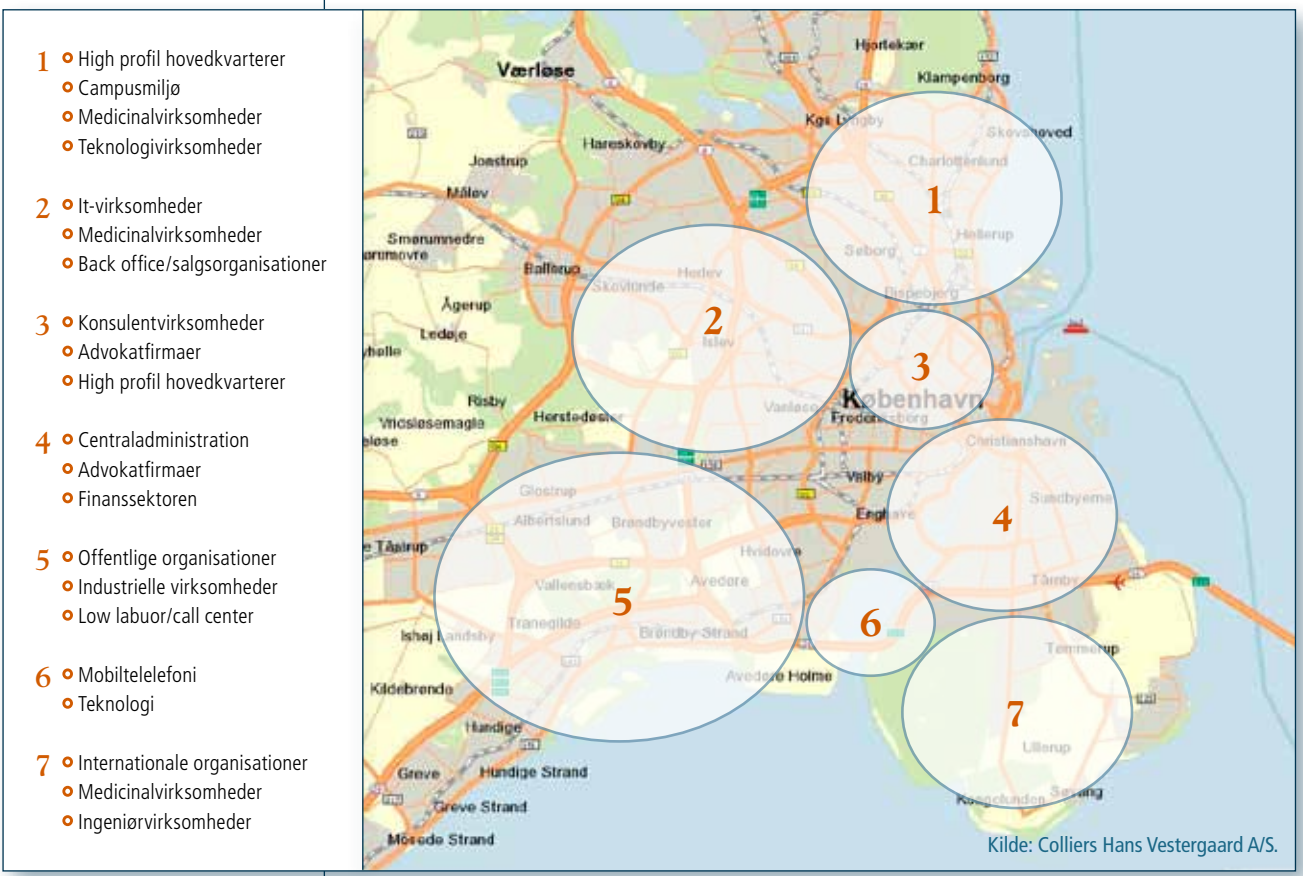 1 High profil hovedkvarterer
Campusmiljø
Medicinalvirksomheder
Teknologivirksomheder
2 It-virksomheder
Medicinalvirksomheder
Back office/salgsorganisationer
3 Konsulentvirksomheder
Advokatfirmaer
High profil hovedkvarterer
4 Centraladministration
Advokatfirmaer
Finanssektoren
5 Offentlige organisationer
Industrielle virksomheder
Low labuor/call center
6 Mobiltelefoni
Teknologi
7 Internationale organisationer
Medicinalvirksomheder
Ingeniørvirksomheder
Hjortekær
Værløse
Klampenborg
Kgs Lyngby
Skovshoved
Hareskovby
Jonstrup
Charlottenlund
Måløv
1
Smørumnedre
Hellerup
Søborg
Ballerup
Herlev
Skovlunde
Bispebjerg
Ågerup
2
Ledøje
Islev
3
Risby
København
Vanløse
Herstedøster
Frederiksberg
Vridsløsemagle
Christianshavn
Valby
Glostrup
Sundbyerne
Enghave
4
Albertslund
Brøndbyvester
Hvidovre
Tåstrup
Tårnby
Vallensbæk
Avedøre
5
6
Tranegilde
Ishøj Landsby
Brøndby Strand
Tømmerup
Avedøre Holme
Kildebrønde
7
Hundige
Ullerup
Greve
Hundige Strand
Kongelunden
Søvang
Greve Strand
Mosede Strand
Kilde: Colliers Hans Vestergaard A/S.